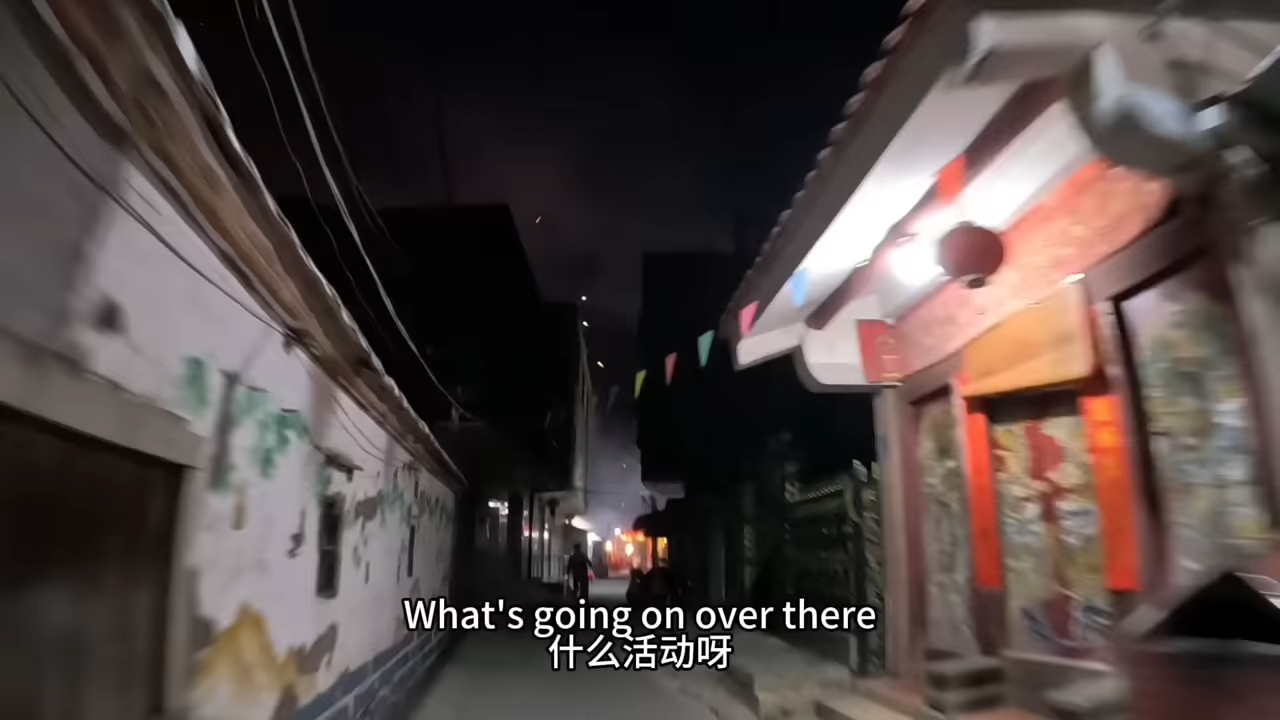 What's going on over there
什么活动呀